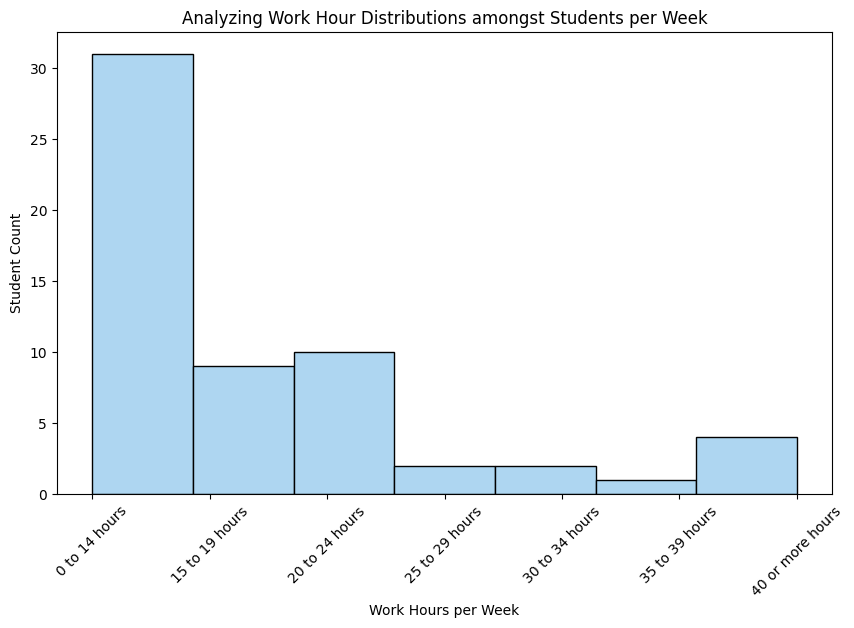 Analyzing Work Hour Distributions amongst Students per Week
30
25
20
15
10
5
0
Student Count
0 to 14 hours
15 to 19 hours
20 to 24 hours
25 to 29 hours
30 to 34 hours
35 to 39 hours
40 or more hours
Work Hours per Week